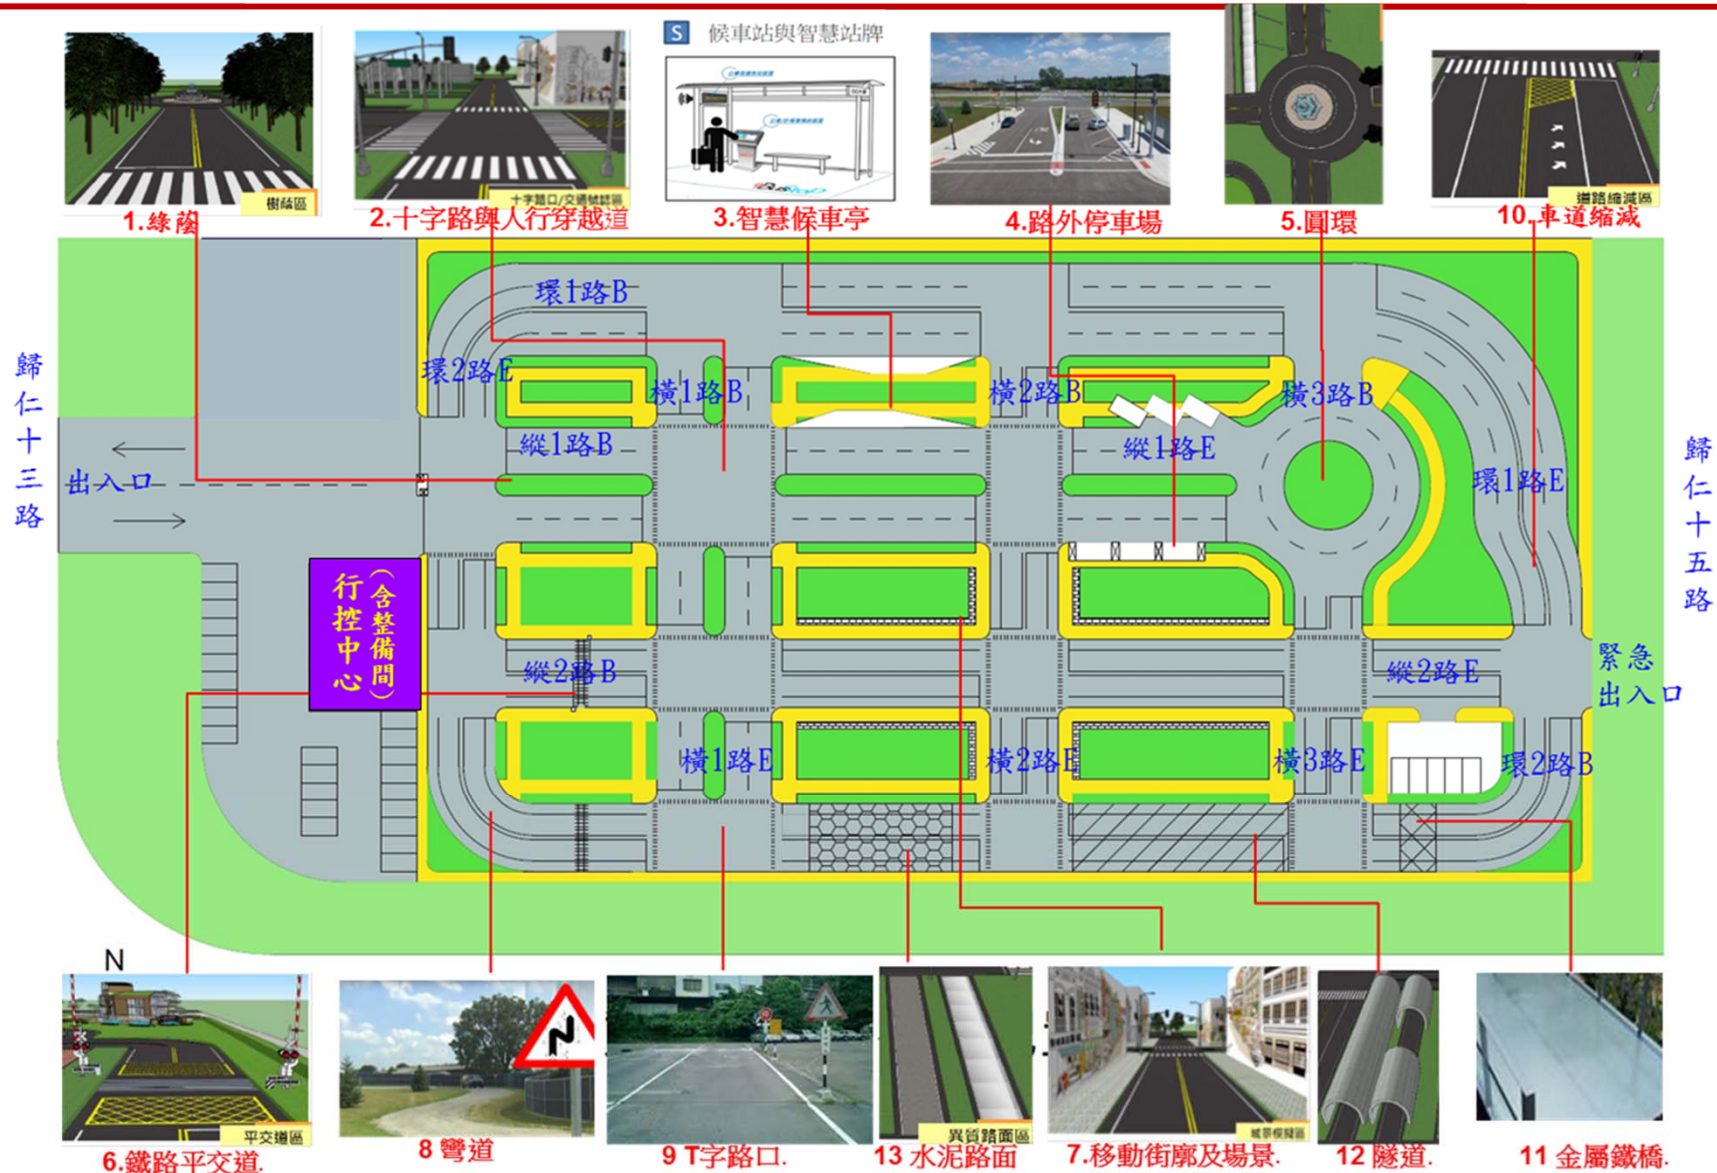 S 候車站與智慧站牌
樹蔭區
十字路口/交通號誌區
道路縮減區
1.綠蔭
2.十字路與人行穿越道
3.智慧候車亭
4.路外停車場
5.圓環
10.車道縮減
環1路B
環2路E
橫1路B
橫2路B
橫3路B
歸仁十三路
縱1路B
縱1路E
出入口
環1路E
歸仁十五路
行控中心
(含整備間)
縱2路B
縱2路E
緊急
出入口
橫1路E
橫2路E
橫3路E
環2路B
N
平交道區
異質路面區
城景模擬區
6.鐵路平交道.
8 彎道
9 T字路口.
13 水泥路面
7.移動街廓及場景.
12 隧道.
11 金屬鐵橋.